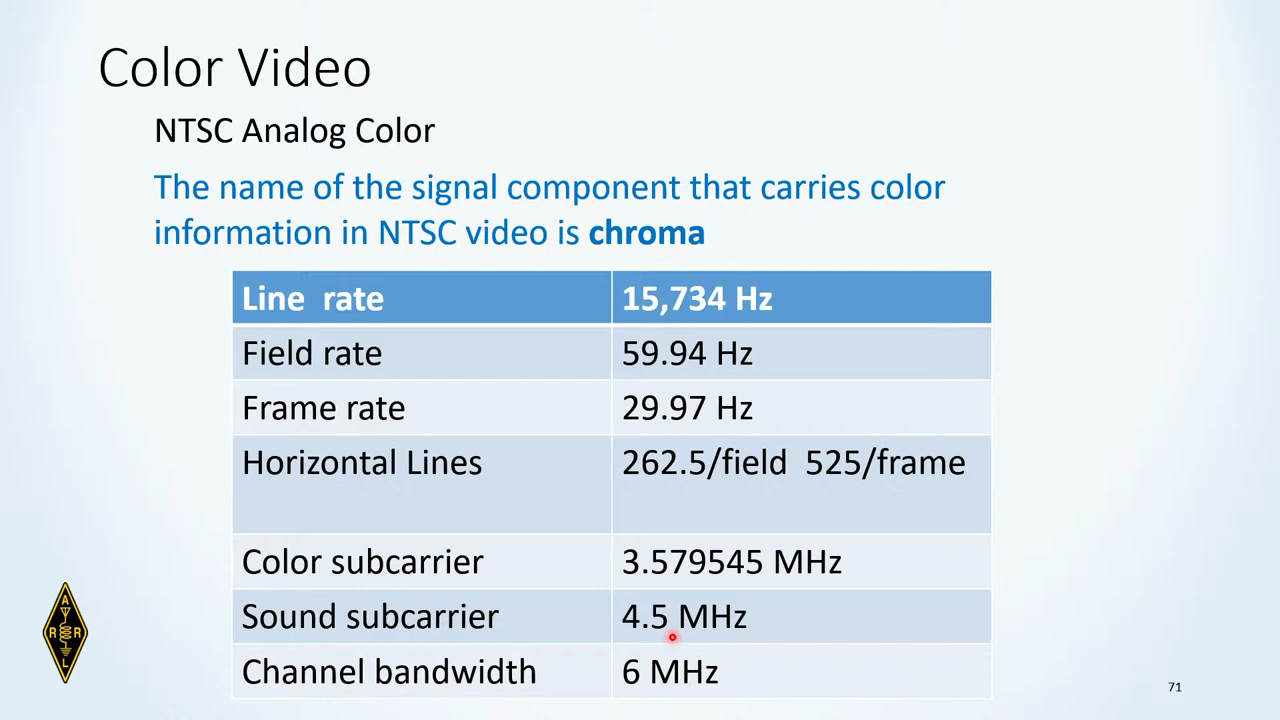 Color Video
NTSC Analog Color
The name of the signal component that carries color
information in NTSC video is chroma
Line rate 15,734 Hz
Field rate 59.94 Hz
Frame rate 29.97 Hz
Horizontal Lines 262.5/field 525/frame
Color subcarrier 3.579545 MHz
Sound subcarrier 4.5 MHz
Channel bandwidth 6 MHz
A
R R
L
71